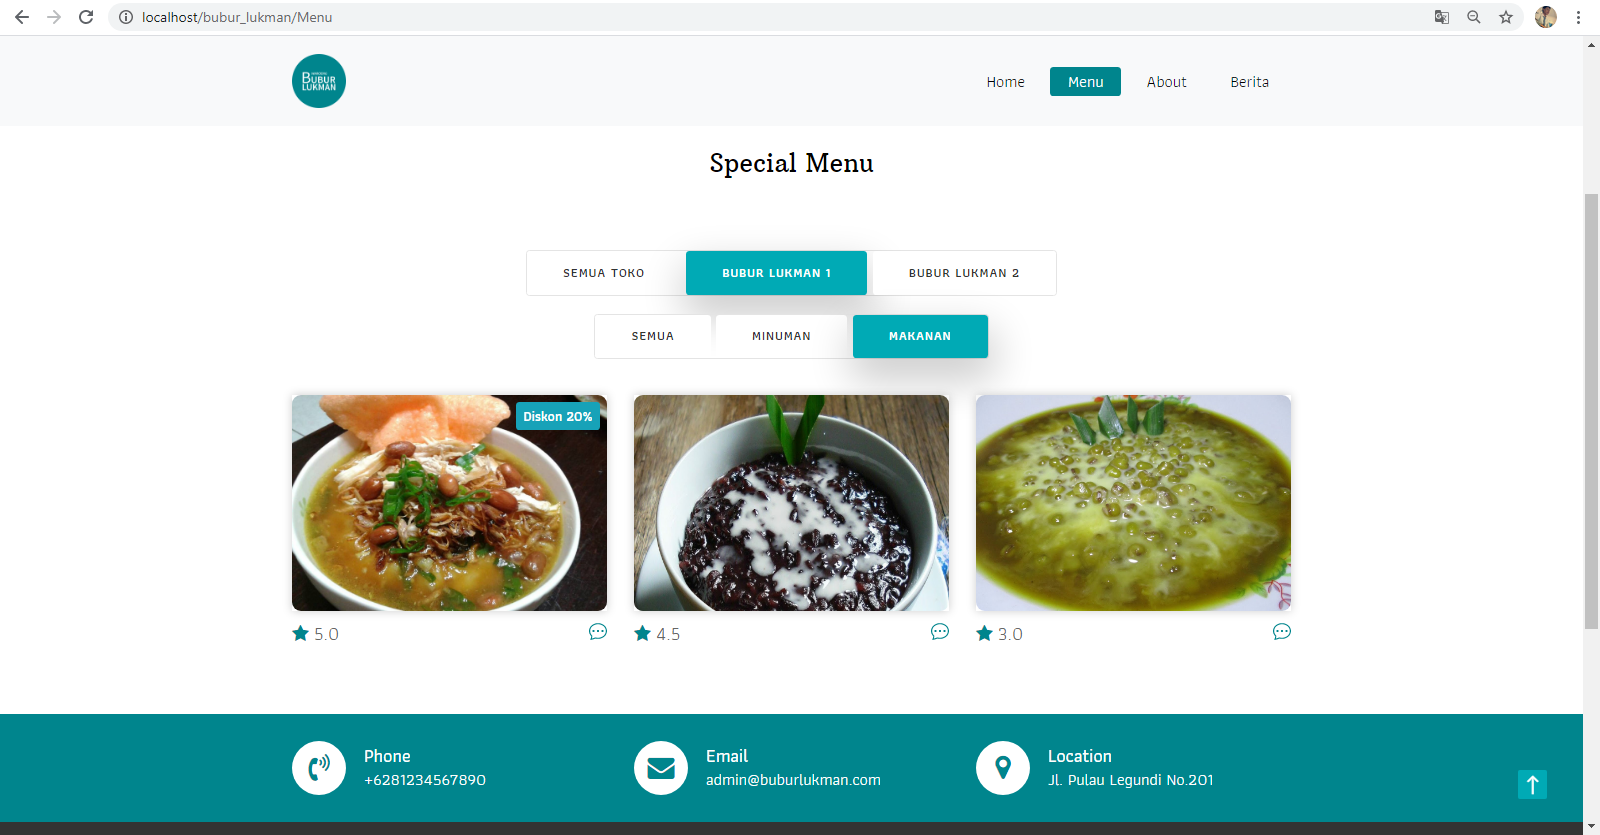 localhost/bubur_lukman/Menu
BUBUR
LUKMAN
Home Menu About Berita
Special Menu
SEMUA TOKO BUBUR LUKMAN 1 BUBUR LUKMAN 2
SEMUA MINUMAN MAKANAN
Diskon 20%
5.0 4.5 3.0
Phone
+6281234567890
Email
admin@buburlukman.com
Location
Jl. Pulau Legundi No.201